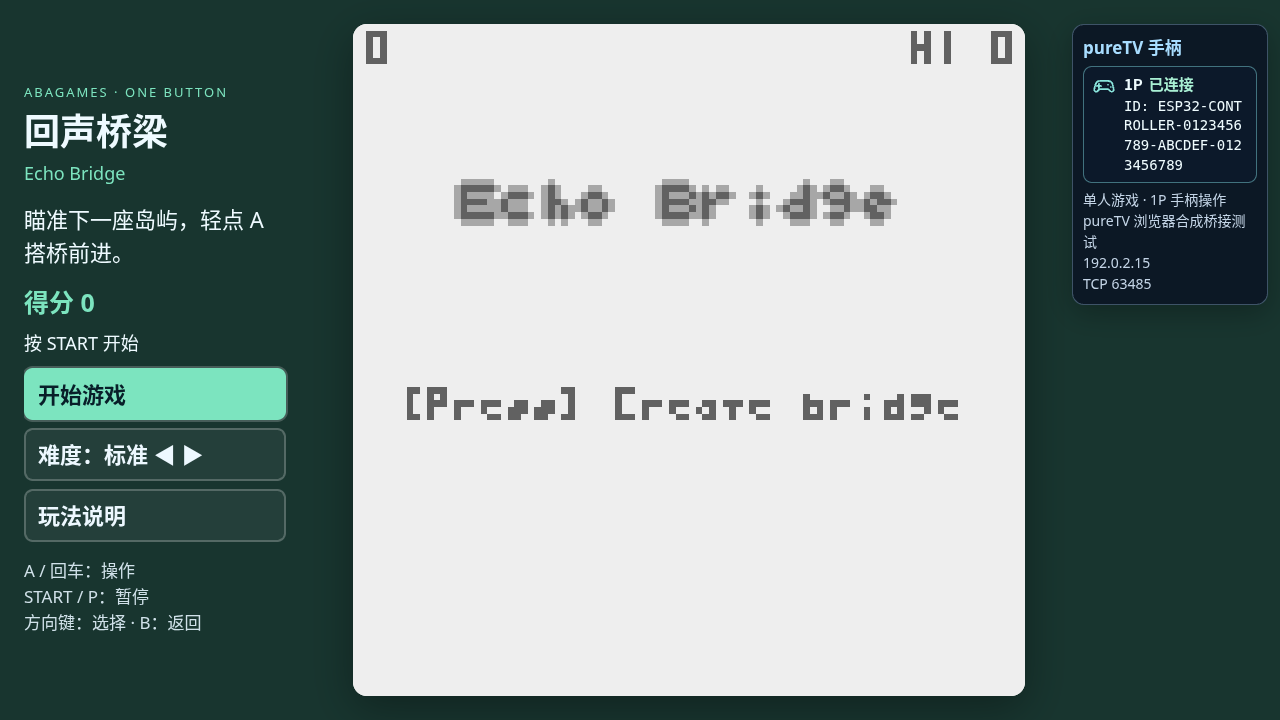 ABAGAMES · ONE BUTTON
回声桥梁
Echo Bridge
瞄准下一座岛屿，轻点 A
搭桥前进。
得分 0
按 START 开始
开始游戏
难度：标准 ◀ ▶
玩法说明
A / 回车：操作
START / P：暂停
方向键：选择 · B：返回
0
HI 0
Echo Bridge
[Press] Create bridge
pureTV 手柄
1P 已连接
ID: ESP32-CONT
ROLLER-0123456
789-ABCDEF-012
3456789
单人游戏 · 1P 手柄操作
pureTV 浏览器合成桥接测
试
192.0.2.15
TCP 63485